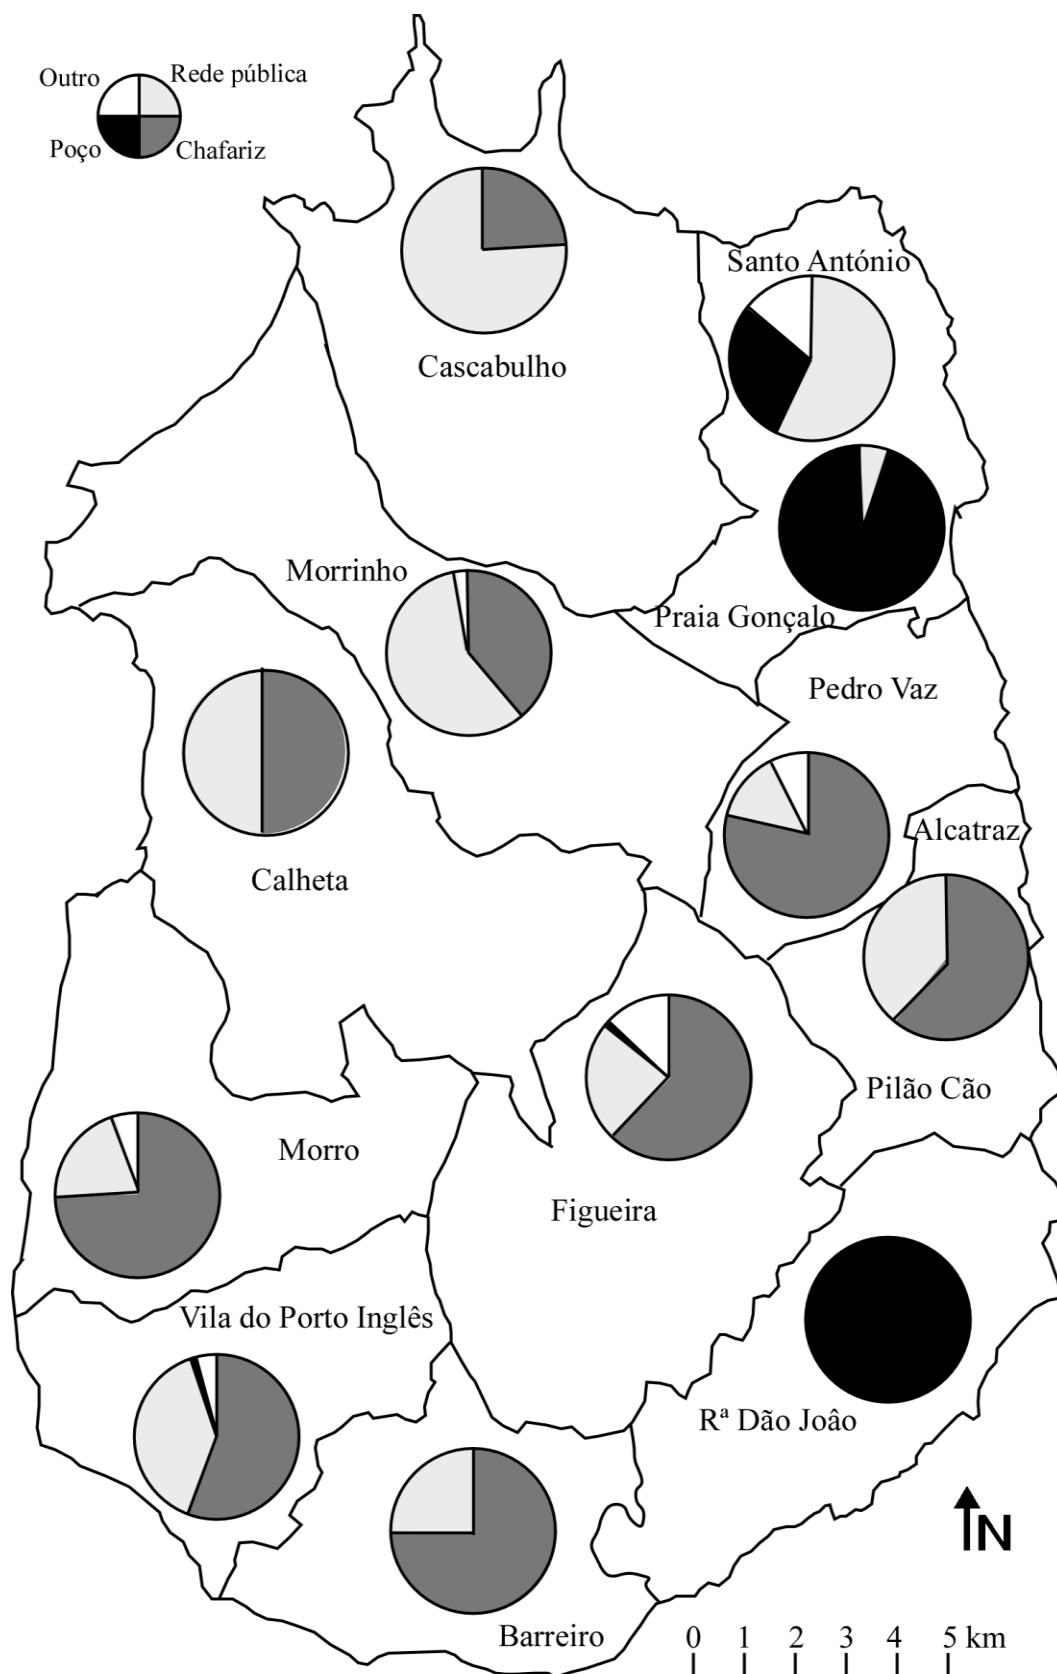 Outro Rede pública
Poço Chafariz
Santo António
Cascabulho
Morrinho
Praia Gonçalo
Pedro Vaz
Alcatraz
Calheta
Pilão Cão
Morro
Figueira
Vila do Porto Inglês
Rª Dão Joâo
N
Barreiro
0 1 2 3 4 5 km